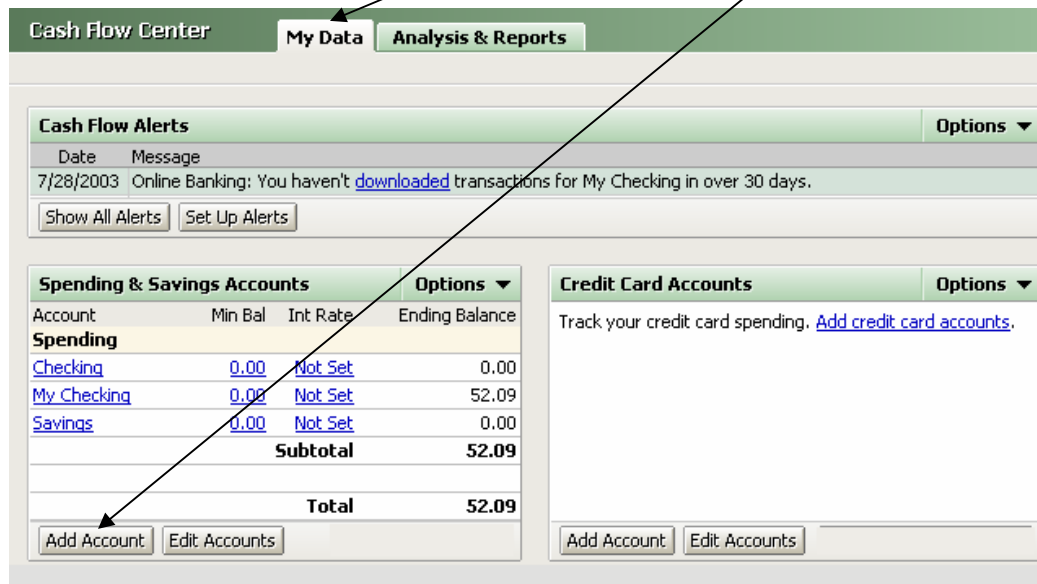 Cash Flow Center
My Data
Analysis & Reports
Cash Flow Alerts
Options
Date Message
7/28/2003 Online Banking: You haven't downloaded transactions for My Checking in over 30 days.
Show All Alerts Set Up Alerts
Spending & Savings Accounts Options
Account Min Bal Int Rate Ending Balance
Spending
Checking 0.00 Not Set 0.00
My Checking 0.00 Not Set 52.09
Savings 0.00 Not Set 0.00
Subtotal 52.09
Total 52.09
Add Account Edit Accounts
Credit Card Accounts Options
Track your credit card spending. Add credit card accounts.
Add Account Edit Accounts